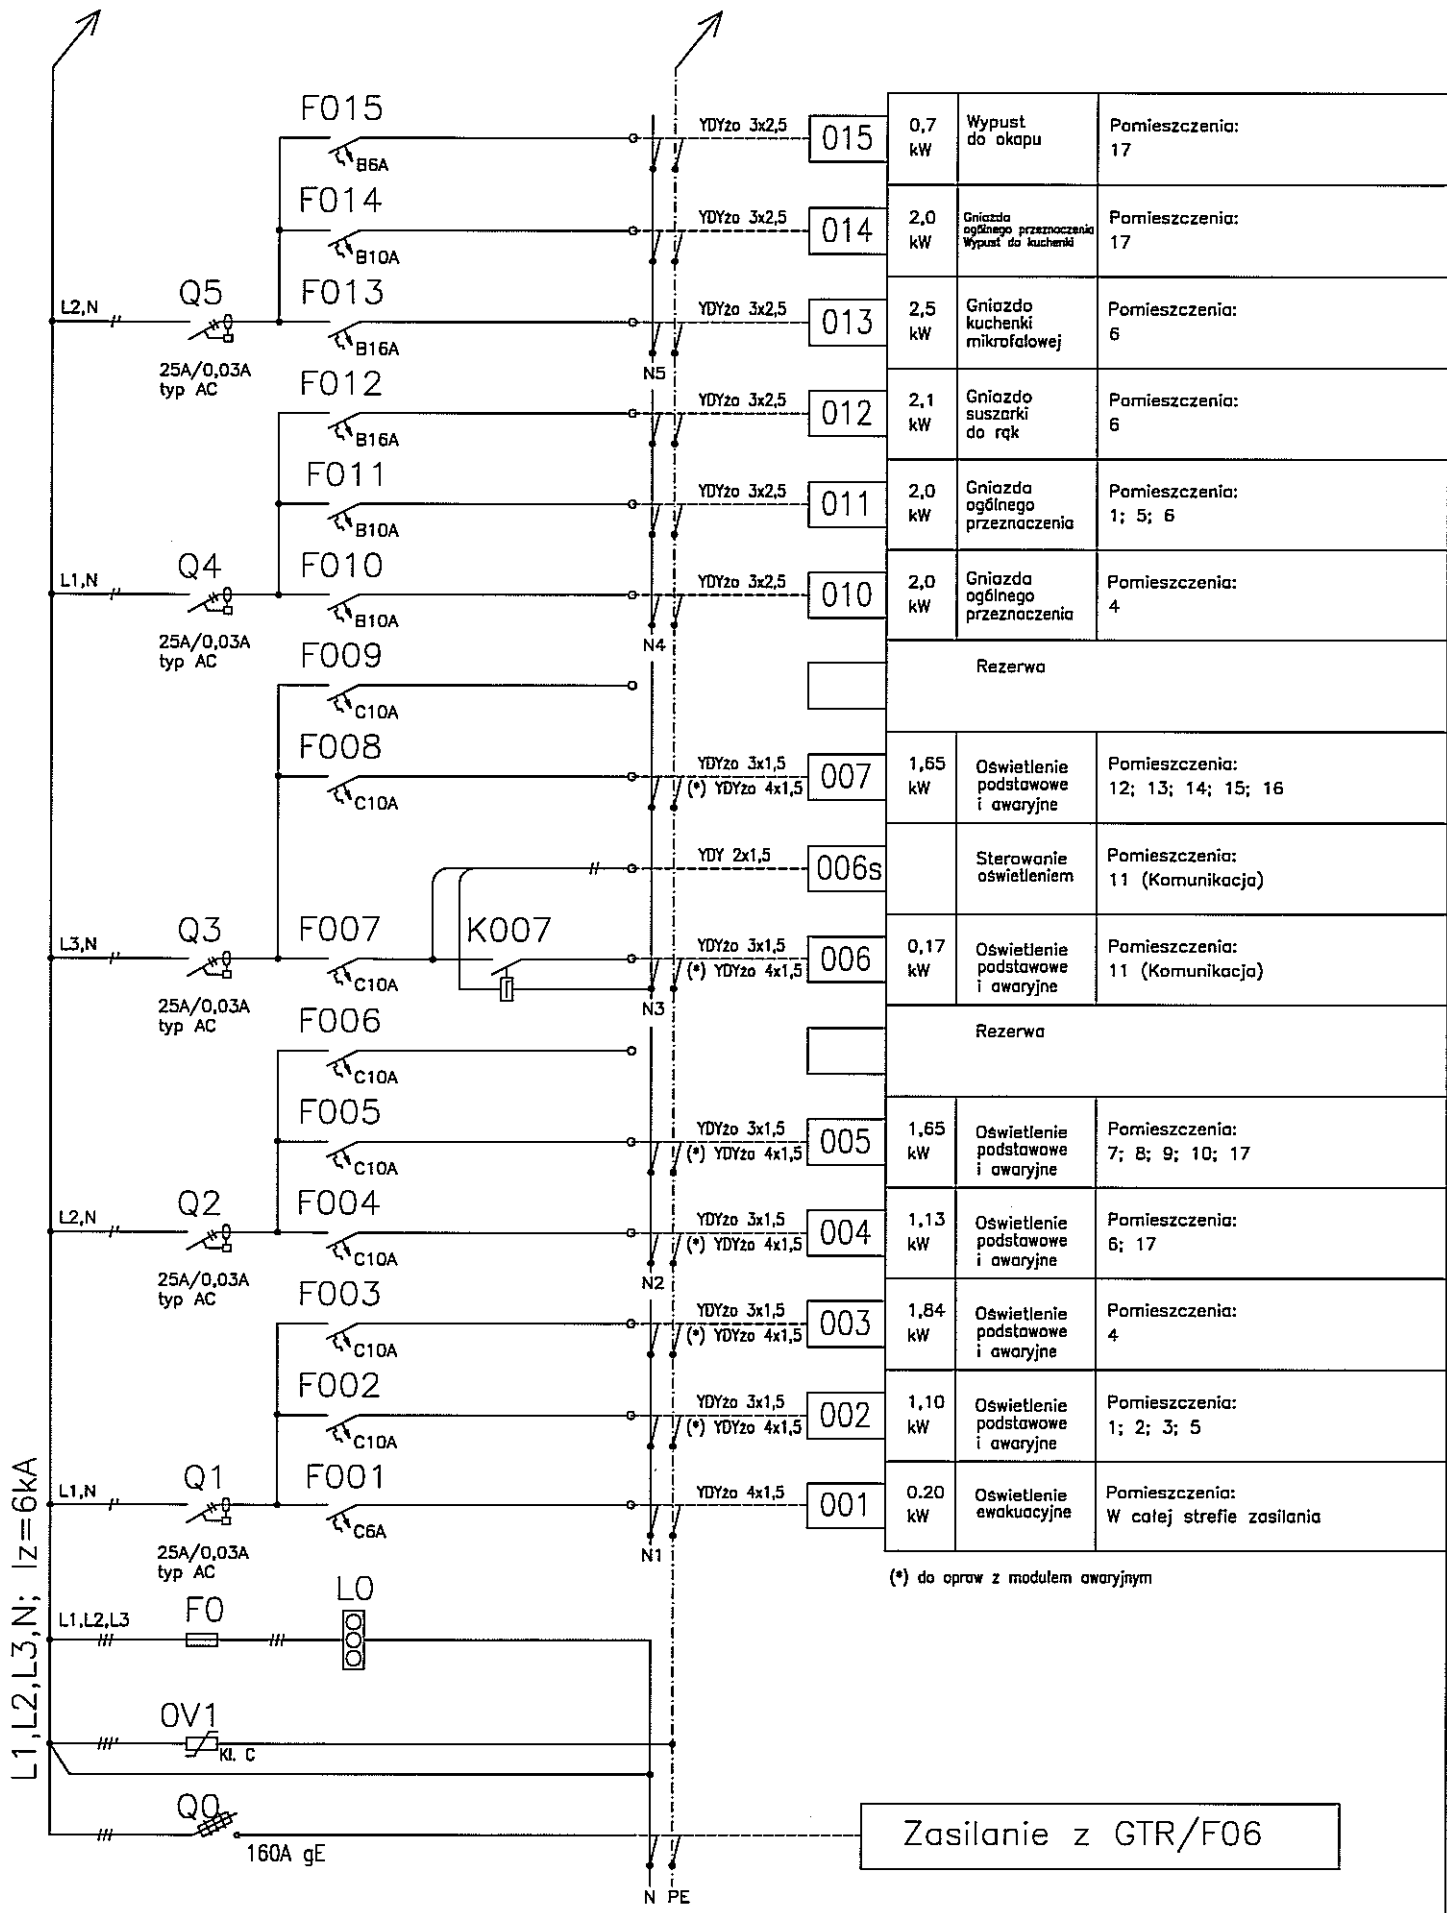 F015
B6A
YDYżo 3x2,5
015
0,7
kW
Wypust
do okapu
Pomieszczenia:
17
F014
B10A
YDYżo 3x2,5
014
2,0
kW
Gniazda
ogólnego przeznaczenia
Wypust do kuchenki
Pomieszczenia:
17
L2,N
Q5
25A/0,03A
typ AC
F013
B16A
N5
YDYżo 3x2,5
013
2,5
kW
Gniazdo
kuchenki
mikrofalowej
Pomieszczenia:
6
F012
B16A
YDYżo 3x2,5
012
2,1
kW
Gniazdo
suszarki
do rąk
Pomieszczenia:
6
F011
B10A
YDYżo 3x2,5
011
2,0
kW
Gniazda
ogólnego
przeznaczenia
Pomieszczenia:
1; 5; 6
L1,N
Q4
25A/0,03A
typ AC
F010
B10A
N4
YDYżo 3x2,5
010
2,0
kW
Gniazda
ogólnego
przeznaczenia
Pomieszczenia:
4
F009
C10A
Rezerwa
F008
C10A
YDYżo 3x1,5
(*) YDYżo 4x1,5
007
1,65
kW
Oświetlenie
podstawowe
i awaryjne
Pomieszczenia:
12; 13; 14; 15; 16
YDY 2x1,5
006s
Sterowanie
oświetleniem
Pomieszczenia:
11 (Komunikacja)
L3,N
Q3
25A/0,03A
typ AC
F007
C10A
K007
N3
YDYżo 3x1,5
(*) YDYżo 4x1,5
006
0,17
kW
Oświetlenie
podstawowe
i awaryjne
Pomieszczenia:
11 (Komunikacja)
F006
C10A
Rezerwa
F005
C10A
YDYżo 3x1,5
(*) YDYżo 4x1,5
005
1,65
kW
Oświetlenie
podstawowe
i awaryjne
Pomieszczenia:
7; 8; 9; 10; 17
L2,N
Q2
25A/0,03A
typ AC
F004
C10A
N2
YDYżo 3x1,5
(*) YDYżo 4x1,5
004
1,13
kW
Oświetlenie
podstawowe
i awaryjne
Pomieszczenia:
6; 17
F003
C10A
YDYżo 3x1,5
(*) YDYżo 4x1,5
003
1,84
kW
Oświetlenie
podstawowe
i awaryjne
Pomieszczenia:
4
F002
C10A
YDYżo 3x1,5
(*) YDYżo 4x1,5
002
1,10
kW
Oświetlenie
podstawowe
i awaryjne
Pomieszczenia:
1; 2; 3; 5
L1,N
Q1
25A/0,03A
typ AC
F001
C6A
N1
YDYżo 4x1,5
001
0.20
kW
Oświetlenie
ewakuacyjne
Pomieszczenia:
W całej strefie zasilania
(*) do opraw z modułem awaryjnym
L1,L2,L3,N; Iz=6kA
L1,L2,L3
F0
L0
OV1
Kl. C
Q0
160A gE
N PE
Zasilanie z GTR/F06